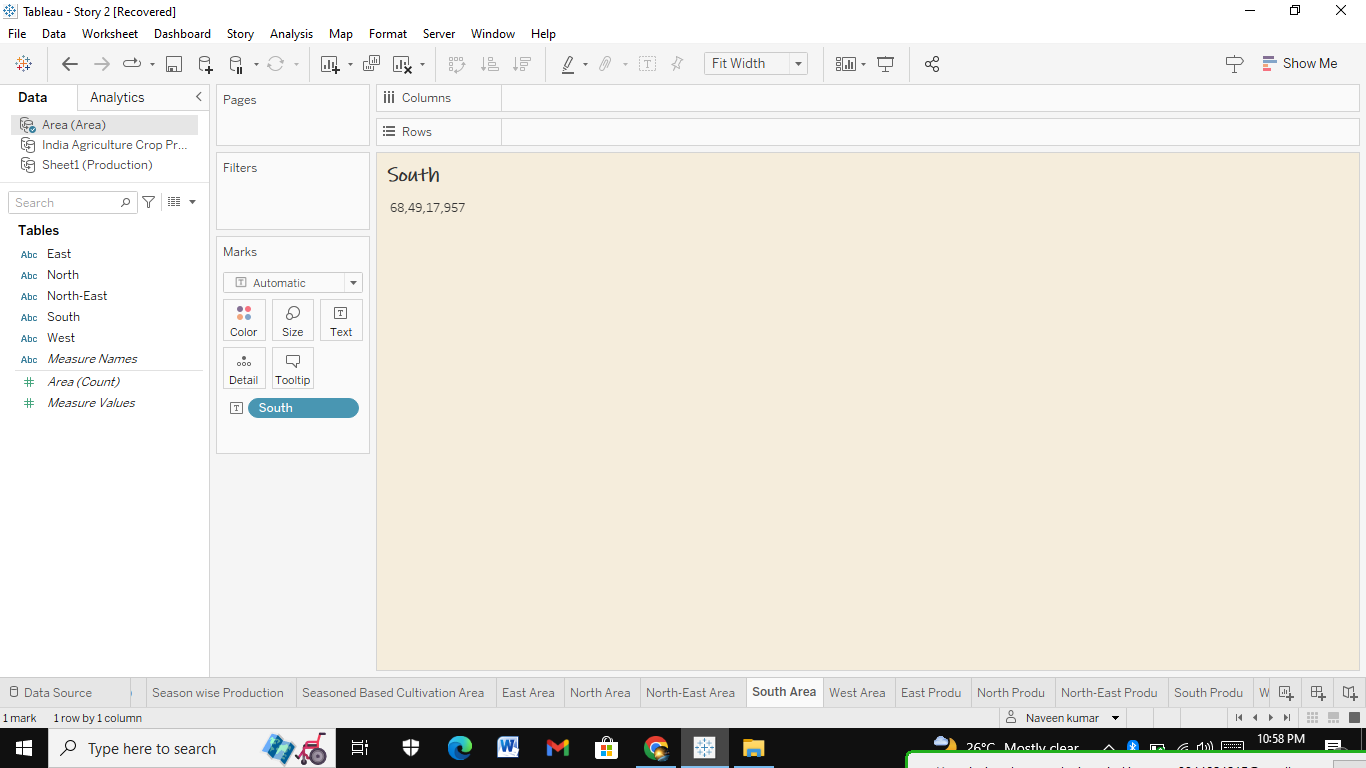 Tableau - Story 2 [Recovered]
File Data Worksheet Dashboard Story Analysis Map Format Server Window Help
Fit Width
Show Me
Data Analytics
Area (Area)
India Agriculture Crop Pr...
Sheet1 (Production)
Search
Tables
Abc East
Abc North
Abc North-East
Abc South
Abc West
Abc Measure Names
# Area (Count)
# Measure Values
Pages
Filters
Marks
Automatic
Color Size Text
Detail Tooltip
South
Columns
Rows
South
68,49,17,957
Data Source Season wise Production Seasoned Based Cultivation Area East Area North Area North-East Area South Area West Area East Produ North Produ North-East Produ South Produ W
1 mark 1 row by 1 column Naveen kumar
Type here to search 26°C Mostly clear 10:58 PM